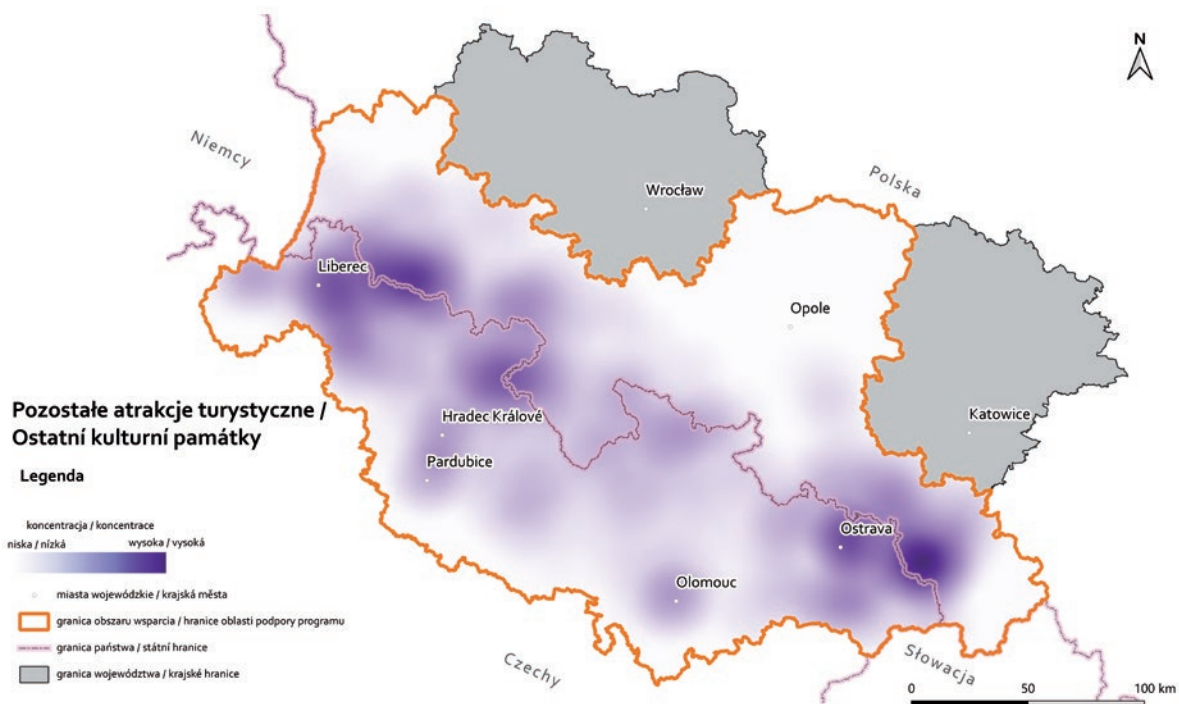 N
Niemcy
Polska
Wrocław
Liberec
Opole
Pozostałe atrakcje turystyczne /
Ostatní kulturní památky
Hradec Králové
Katowice
Pardubice
Legenda
koncentracja / koncentrace
niska / nízká
wysoka / vysoká
Ostrava
Olomouc
miasta wojewódzkie / krajská města
granica obszaru wsparcia / hranice oblasti podpory programu
granica państwa / státní hranice
granica województwa / krajské hranice
Czechy
Słowacja
0 50 100 km